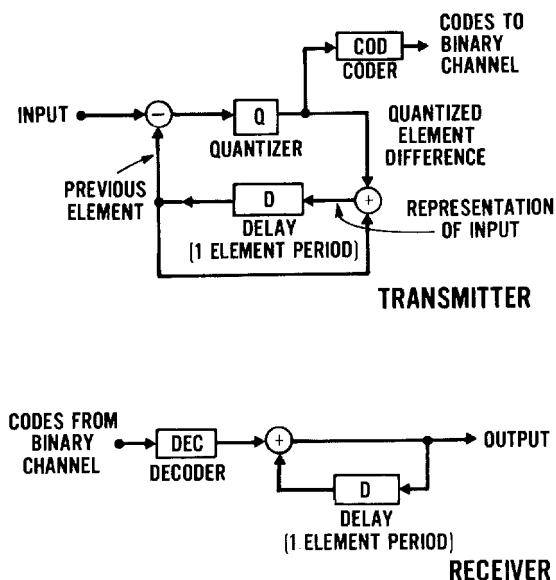 CODES TO
BINARY
CHANNEL
COD
CODER
INPUT
−
Q
QUANTIZER
QUANTIZED
ELEMENT
DIFFERENCE
PREVIOUS
ELEMENT
D
DELAY
(1 ELEMENT PERIOD)
+
REPRESENTATION
OF INPUT
TRANSMITTER
CODES FROM
BINARY
CHANNEL
DEC
DECODER
+
OUTPUT
D
DELAY
(1 ELEMENT PERIOD)
RECEIVER